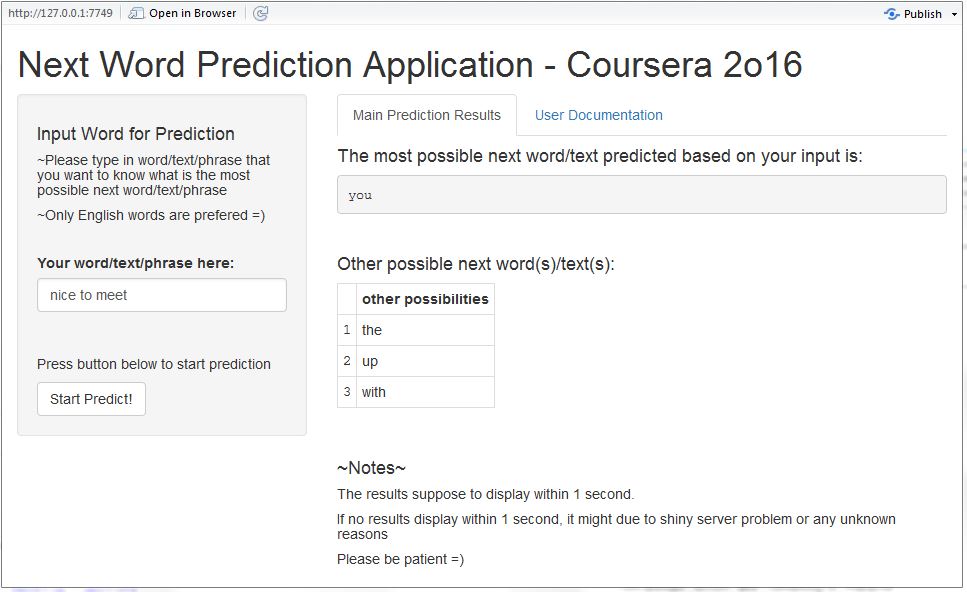 http://127.0.0.1:7749 Open in Browser Publish
Next Word Prediction Application - Coursera 2o16
Input Word for Prediction
~Please type in word/text/phrase that
you want to know what is the most
possible next word/text/phrase
~Only English words are prefered =)
Your word/text/phrase here:
nice to meet
Press button below to start prediction
Start Predict!
Main Prediction Results User Documentation
The most possible next word/text predicted based on your input is:
you
Other possible next word(s)/text(s):
other possibilities
1 the
2 up
3 with
~Notes~
The results suppose to display within 1 second.
If no results display within 1 second, it might due to shiny server problem or any unknown
reasons
Please be patient =)